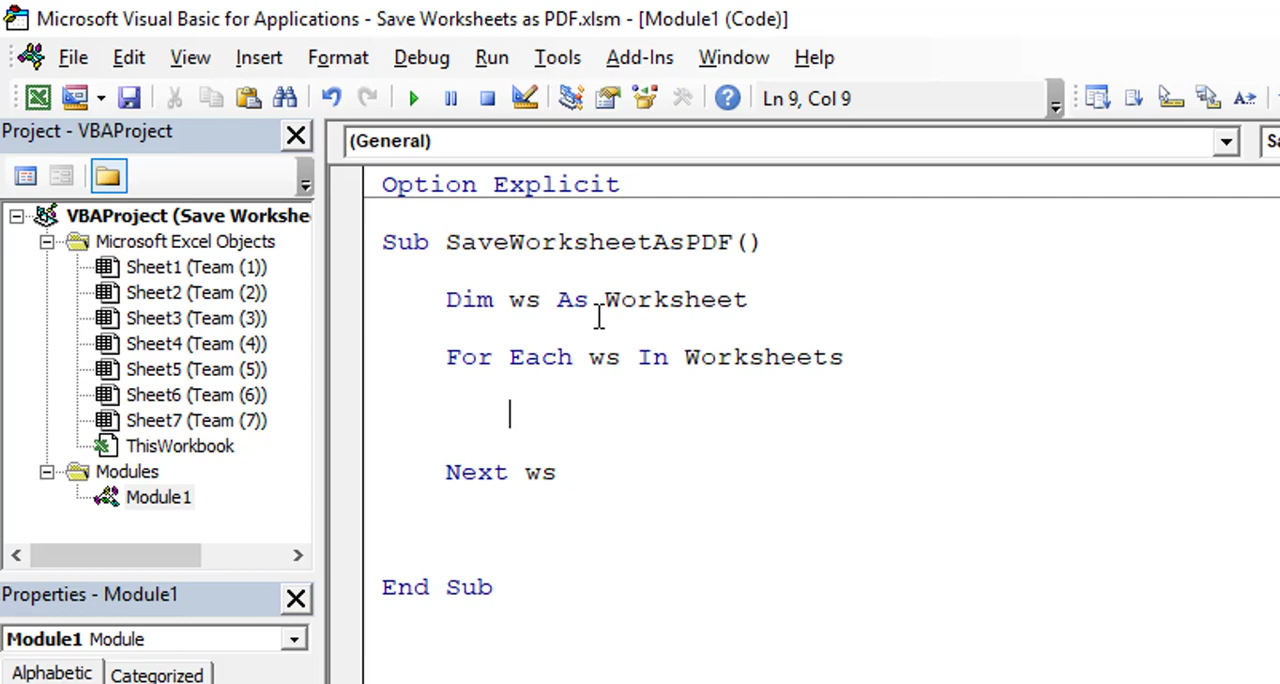 Microsoft Visual Basic for Applications - Save Worksheets as PDF.xlsm - [Module1 (Code)]
File Edit View Insert Format Debug Run Tools Add-Ins Window Help
Ln 9, Col 9
Project - VBAProject
(General)
VBAProject (Save Workshe
Microsoft Excel Objects
Sheet1 (Team (1))
Sheet2 (Team (2))
Sheet3 (Team (3))
Sheet4 (Team (4))
Sheet5 (Team (5))
Sheet6 (Team (6))
Sheet7 (Team (7))
ThisWorkbook
Modules
Module1
Properties - Module1
Module1 Module
Alphabetic Categorized
Option Explicit
Sub SaveWorksheetAsPDF()
Dim ws As Worksheet
For Each ws In Worksheets
Next ws
End Sub